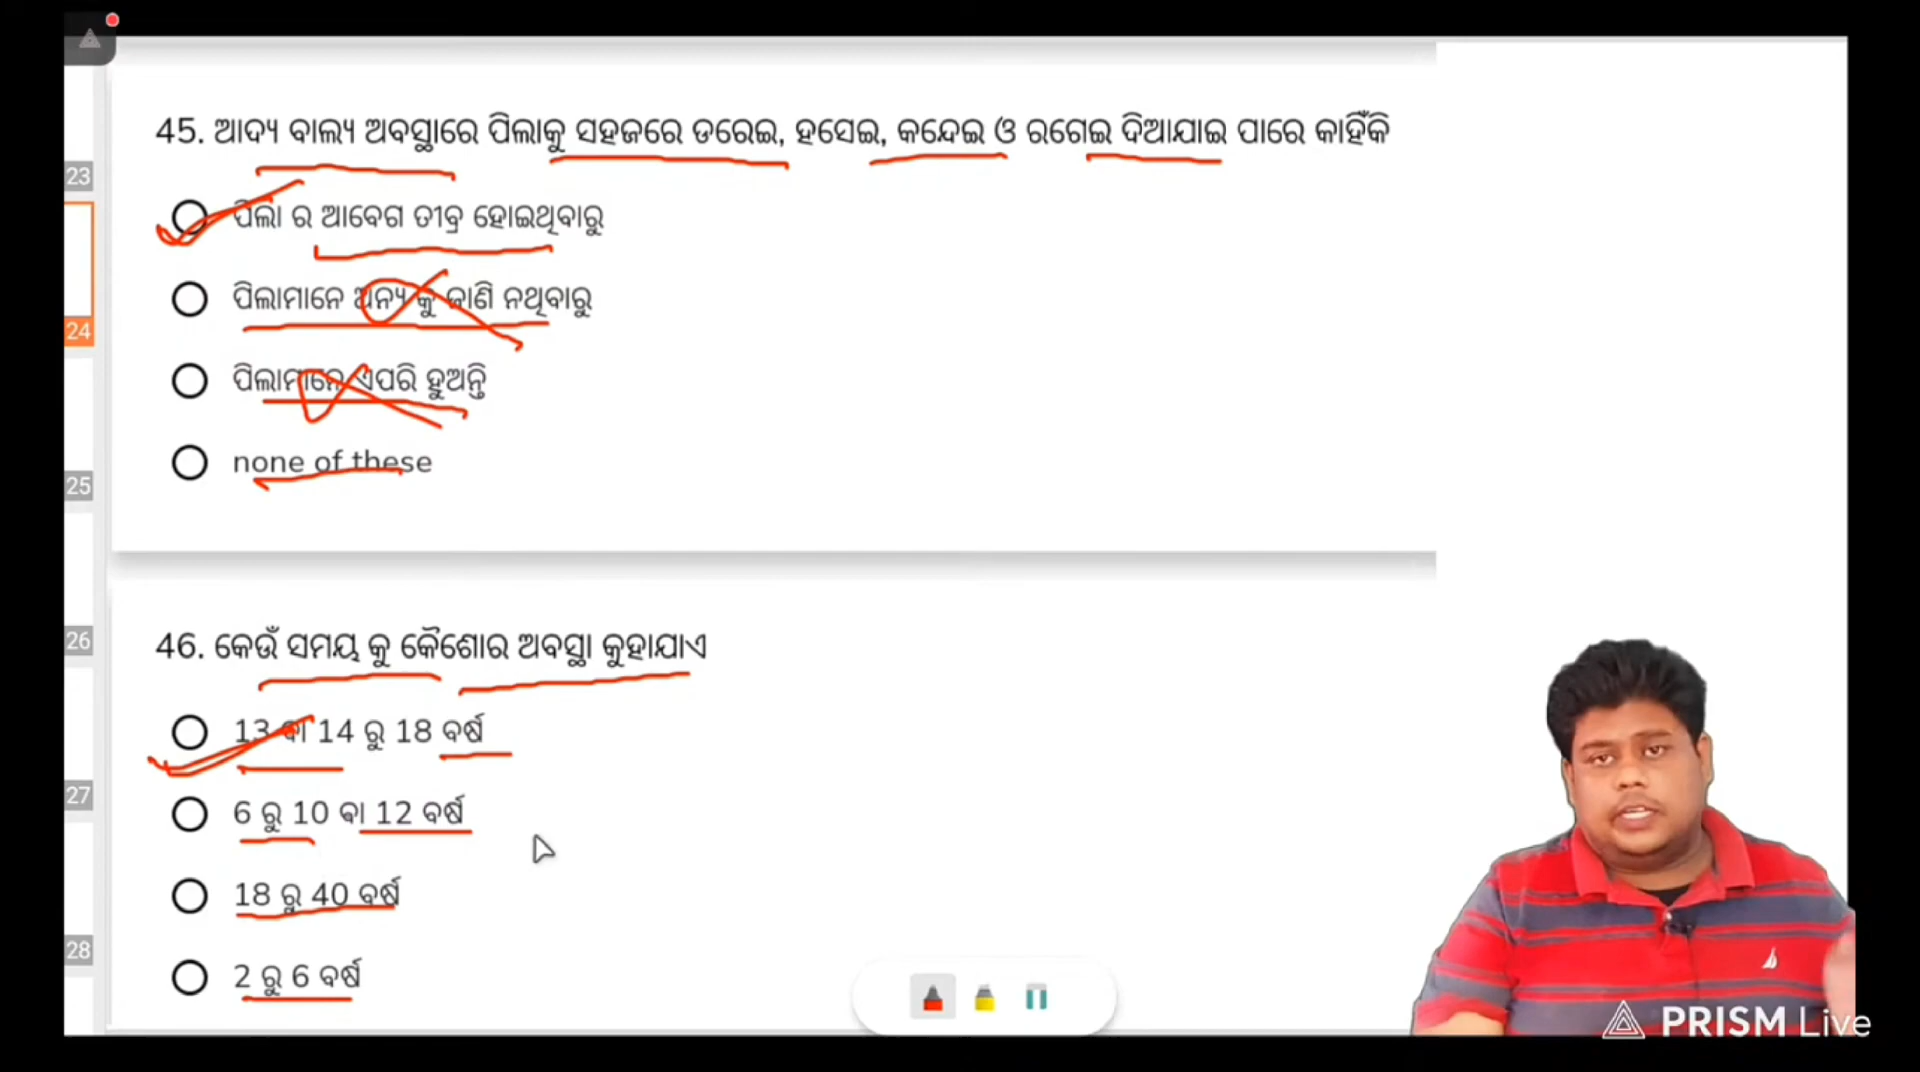 45. ଆଦ୍ୟ ବାଲ୍ୟ ଅବସ୍ଥାରେ ପିଲାକୁ ସହଜରେ ଡରେଇ, ହସେଇ, କନ୍ଦେଇ ଓ ରଗେଇ ଦିଆଯାଇ ପାରେ କାହିଁକି
23
ପିଲା ର ଆବେଗ ତୀବ୍ର ହୋଇଥିବାରୁ
ପିଲାମାନେ ଅନ୍ୟ କୁ ଜାଣି ନଥିବାରୁ
24
ପିଲାମାନେ ଏପରି ହୁଅନ୍ତି
none of these
25
26
46. କେଉଁ ସମୟ କୁ କୈଶୋର ଅବସ୍ଥା କୁହାଯାଏ
13 ଵା 14 ରୁ 18 ବର୍ଷ
27
6 ରୁ 10 ଵା 12 ବର୍ଷ
18 ରୁ 40 ବର୍ଷ
28
2 ରୁ 6 ବର୍ଷ
PRISM Live